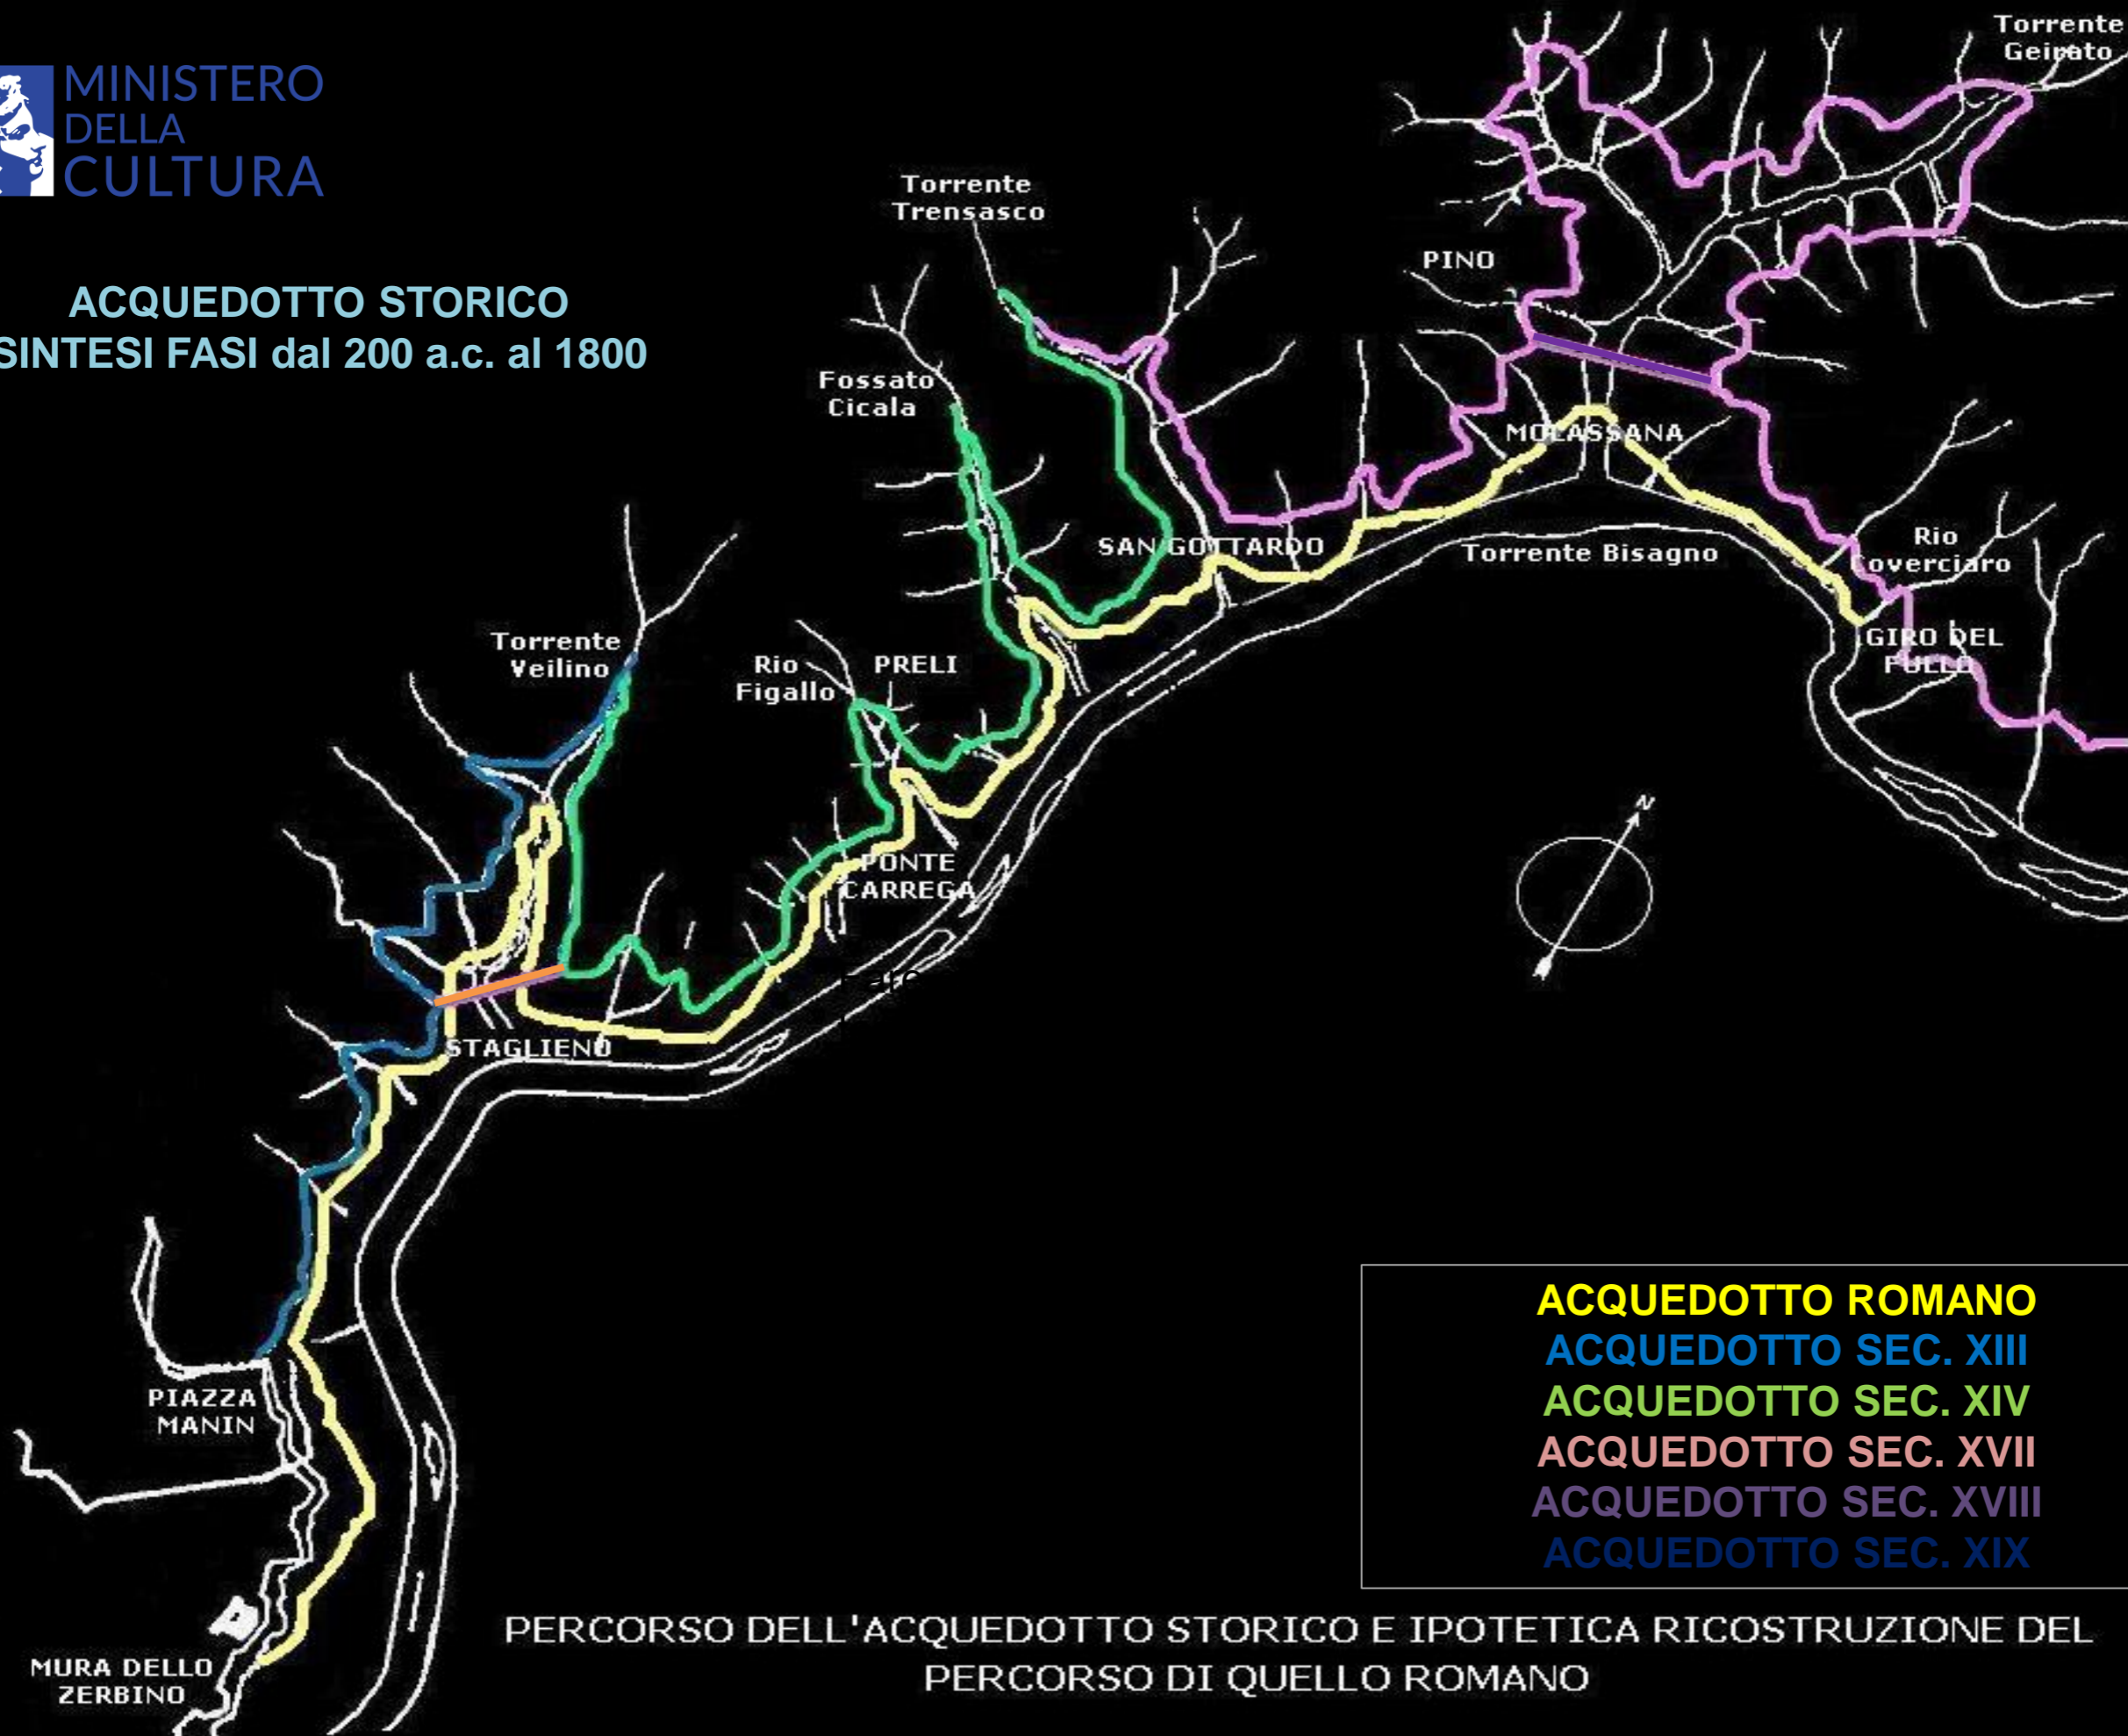 MINISTERO
DELLA
CULTURA
ACQUEDOTTO STORICO
SINTESI FASI dal 200 a.c. al 1800
Torrente
Geirato
Torrente
Trensasco
PINO
Fossato
Cicala
MOLASSANA
SAN GOTTARDO
Torrente Bisagno
Rio
Coverciaro
GIRO DEL
FULLO
Torrente
Veilino
Rio
Figallo
PRELI
PONTE
CARREGA
N
STAGLIENO
PIAZZA
MANIN
MURA DELLO
ZERBINO
ACQUEDOTTO ROMANO
ACQUEDOTTO SEC. XIII
ACQUEDOTTO SEC. XIV
ACQUEDOTTO SEC. XVII
ACQUEDOTTO SEC. XVIII
ACQUEDOTTO SEC. XIX
PERCORSO DELL'ACQUEDOTTO STORICO E IPOTETICA RICOSTRUZIONE DEL
PERCORSO DI QUELLO ROMANO